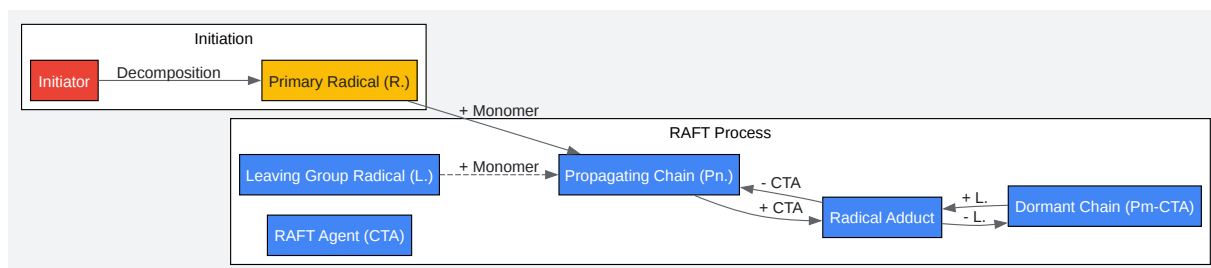 Initiation
Initiator
Decomposition
Primary Radical (R.)
+ Monomer
RAFT Process
Leaving Group Radical (L.)
+ Monomer
Propagating Chain (Pn.)
- CTA
+ CTA
Radical Adduct
+ L.
- L.
Dormant Chain (Pm-CTA)
RAFT Agent (CTA)